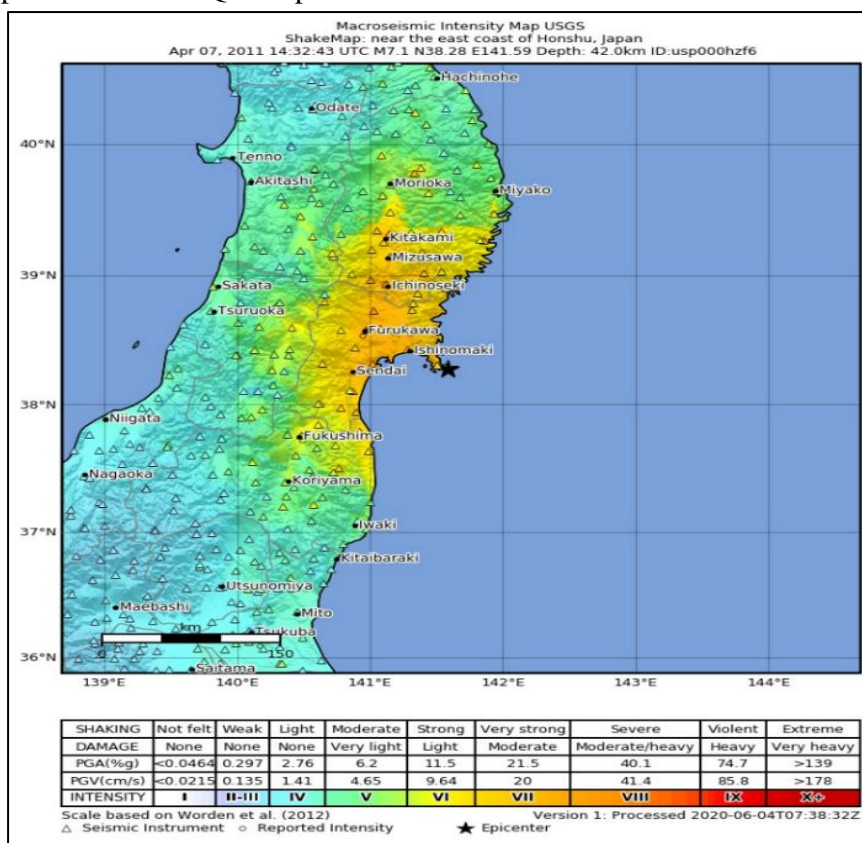 Macroseismic Intensity Map USGS
ShakeMap: near the east coast of Honshu, Japan
Apr 07, 2011 14:32:43 UTC M7.1 N38.28 E141.59 Depth: 42.0km ID:usp000hzf6
Hachinohe
Odate
40°N
Tenno
Akitashi
Morioka
Miyako
Kitakami
Mizusawa
39°N
Sakata
Ichinoseki
Tsuruoka
Furukawa
Ishinomaki
Sendai
38°N
Niigata
Fukushima
Nagaoka
Koriyama
37°N
Iwaki
Kitaibaraki
Utsunomiya
Maebashi
Mito
km
Tsukuba
0 150
36°N
Saitama
139°E 140°E 141°E 142°E 143°E 144°E
SHAKING Not felt Weak Light Moderate Strong Very strong Severe Violent Extreme
DAMAGE None None None Very light Light Moderate Moderate/heavy Heavy Very heavy
PGA(%g) <0.0464 0.297 2.76 6.2 11.5 21.5 40.1 74.7 >139
PGV(cm/s) <0.0215 0.135 1.41 4.65 9.64 20 41.4 85.8 >178
INTENSITY I II-III IV V VI VII VIII IX X+
Scale based on Worden et al. (2012) Version 1: Processed 2020-06-04T07:38:32Z
△ Seismic Instrument ○ Reported Intensity ★ Epicenter